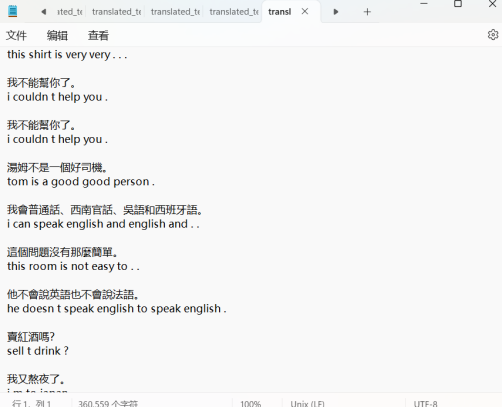 ated_te
translated_te
translated_te
translated_te
transl
文件 编辑 查看
this shirt is very very . . .
我不能幫你了。
i couldn t help you .
我不能幫你了。
i couldn t help you .
湯姆不是一個好司機。
tom is a good good person .
我會普通話、西南官話、吳語和西班牙語。
i can speak english and english and . .
這個問題沒有那麼簡單。
this room is not easy to . .
他不會說英語也不會說法語。
he doesn t speak english to speak english .
賣紅酒嗎?
sell t drink ?
我又熬夜了。
i m to japan
行 1, 列 1 360,559 个字符 100% Unix (LF) UTF-8